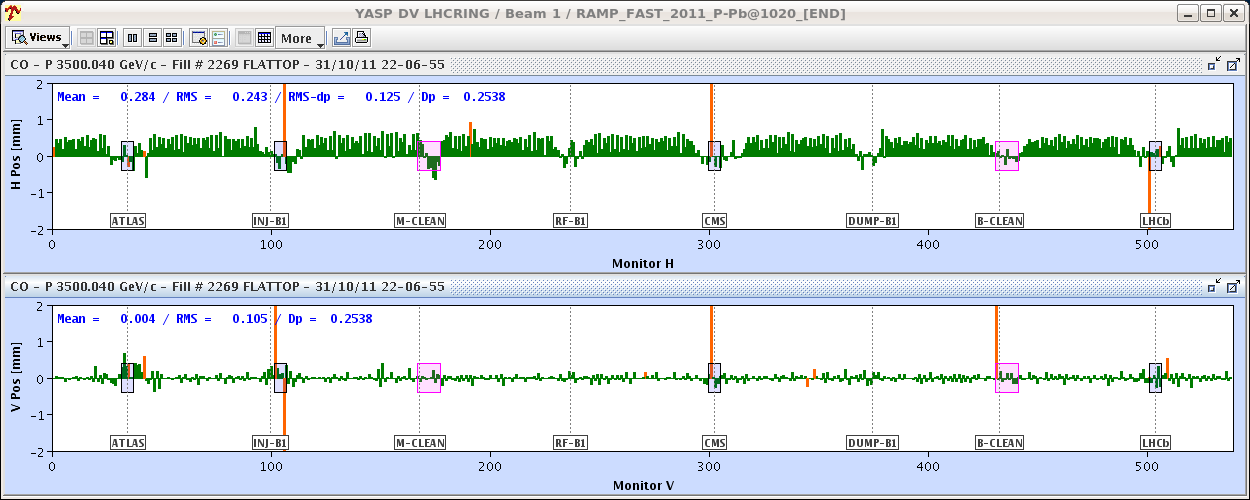 YASP DV LHCRING / Beam 1 / RAMP_FAST_2011_P-Pb@1020_[END]
Views More
CO - P 3500.040 GeV/c - Fill # 2269 FLATTOP - 31/10/11 22-06-55
Mean = 0.284 / RMS = 0.243 / RMS-dp = 0.125 / Dp = 0.2538
H Pos [mm]
2
1
0
-1
-2
ATLAS INJ-B1 M-CLEAN RF-B1 CMS DUMP-B1 B-CLEAN LHCb
0 100 200 300 400 500
Monitor H
CO - P 3500.040 GeV/c - Fill # 2269 FLATTOP - 31/10/11 22-06-55
Mean = 0.004 / RMS = 0.105 / Dp = 0.2538
V Pos [mm]
2
1
0
-1
-2
ATLAS INJ-B1 M-CLEAN RF-B1 CMS DUMP-B1 B-CLEAN LHCb
0 100 200 300 400 500
Monitor V